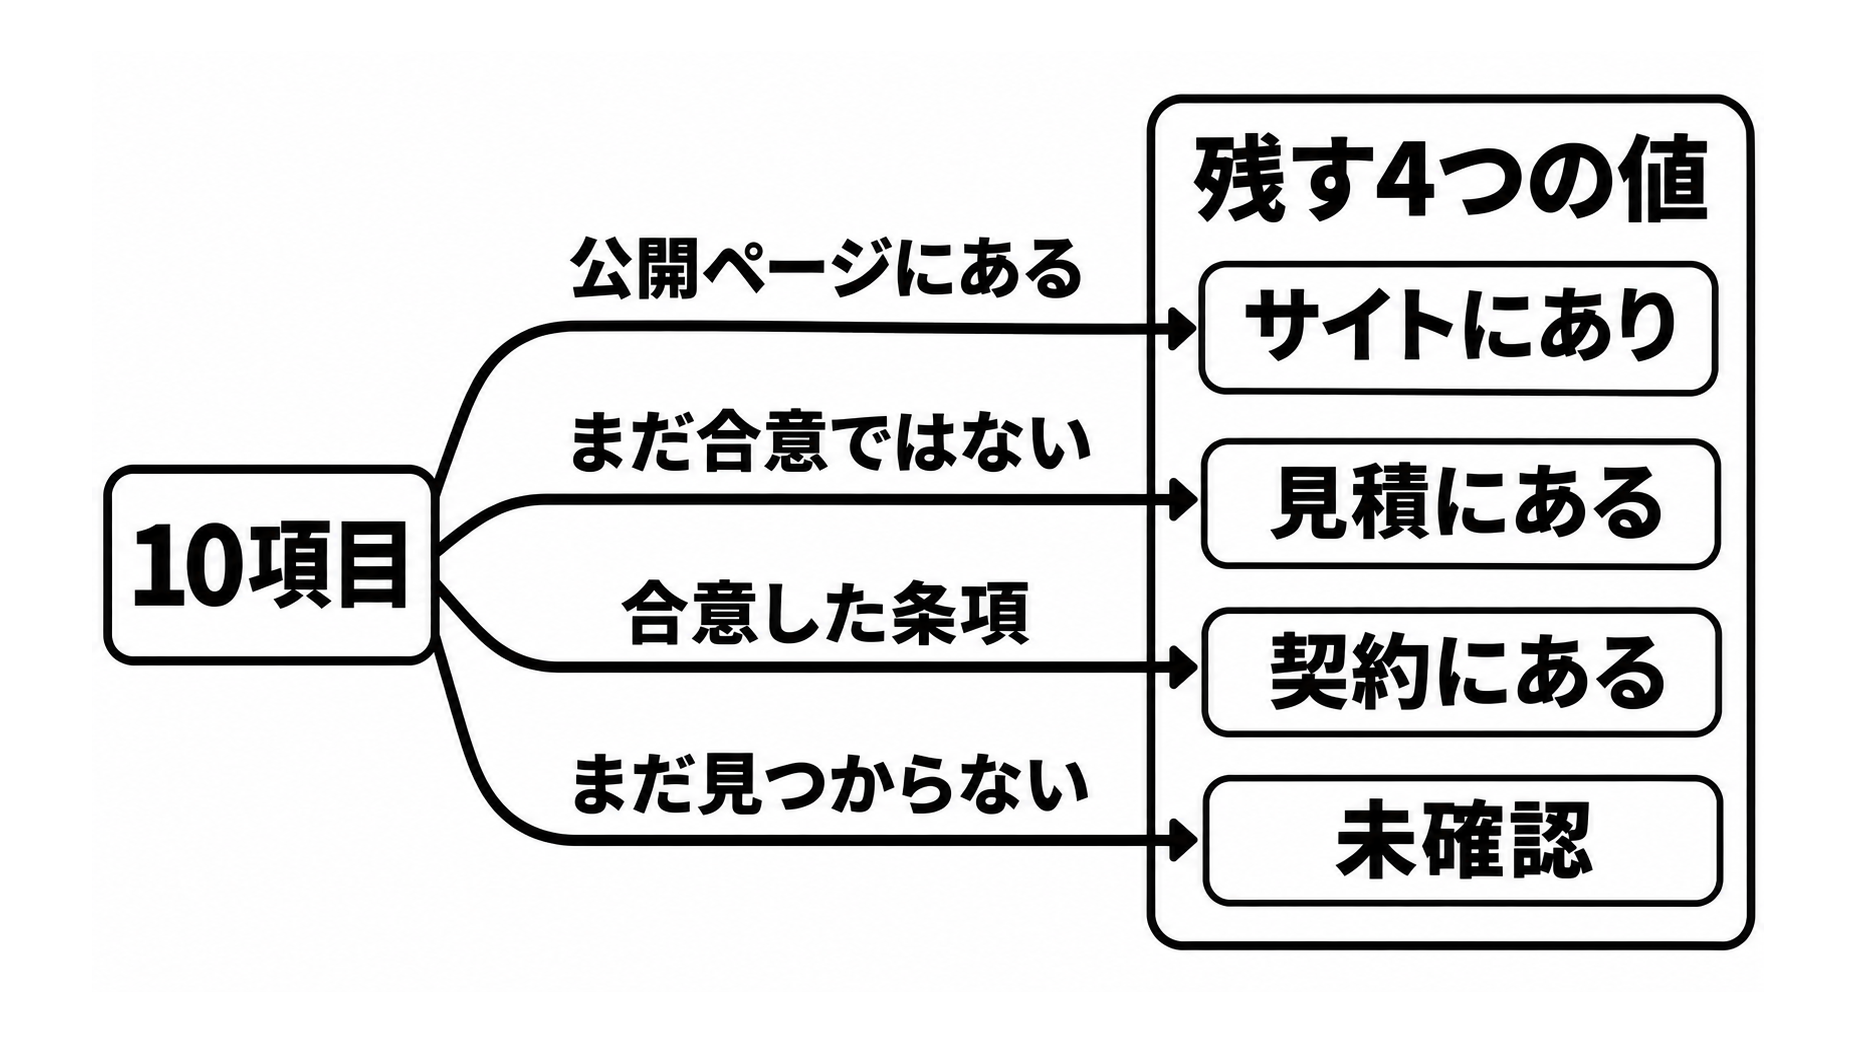 残す4つの値
公開ページにある
サイトにあり
まだ合意ではない
見積にある
10項目
合意した条項
契約にある
まだ見つからない
未確認